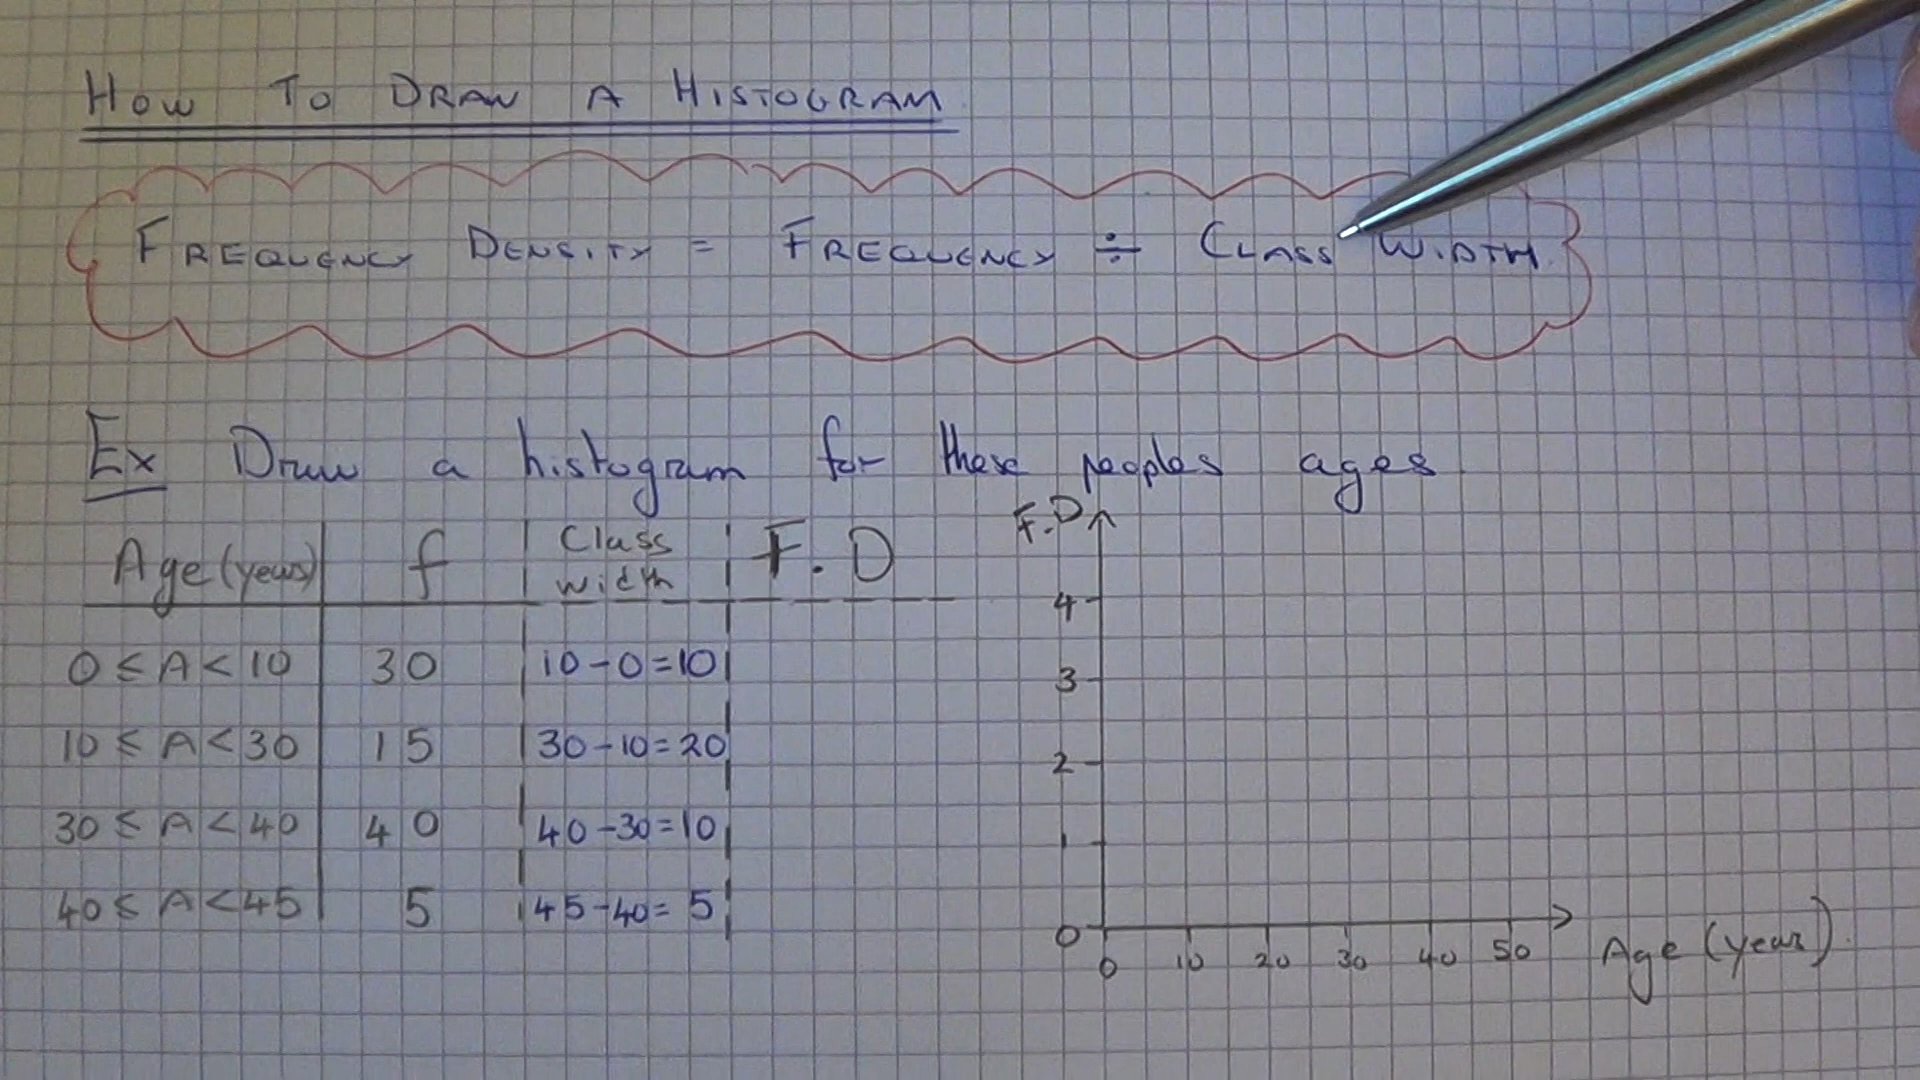 HOW TO DRAW A HISTOGRAM
FREQUENCY DENSITY = FREQUENCY ÷ CLASS WIDTH
Ex Draw a histogram for these peoples ages
Age (years) f Class width F.D
0 ≤ A < 10 30 10 - 0 = 10
10 ≤ A < 30 15 30 - 10 = 20
30 ≤ A < 40 40 40 - 30 = 10
40 ≤ A < 45 5 45 - 40 = 5
F.D
4
3
2
1
0
0 10 20 30 40 50 Age (years)